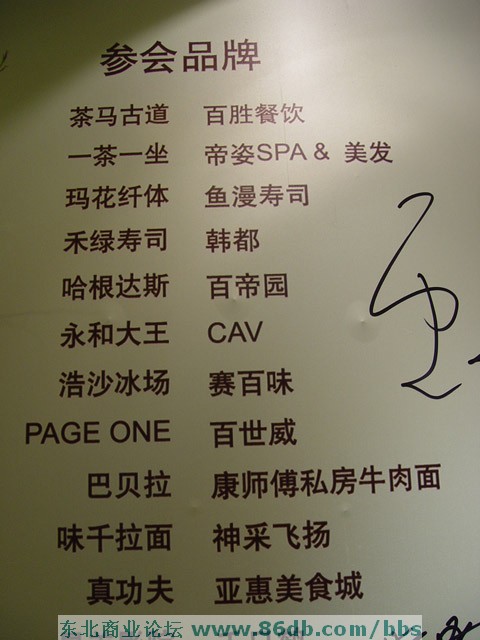 参会品牌
茶马古道 百胜餐饮
一茶一坐 帝姿SPA & 美发
玛花纤体 鱼漫寿司
禾绿寿司 韩都
哈根达斯 百帝园
永和大王 CAV
浩沙冰场 赛百味
PAGE ONE 百世威
巴贝拉 康师傅私房牛肉面
味千拉面 神采飞扬
真功夫 亚惠美食城
东北商业论坛 www.86db.com/bbs